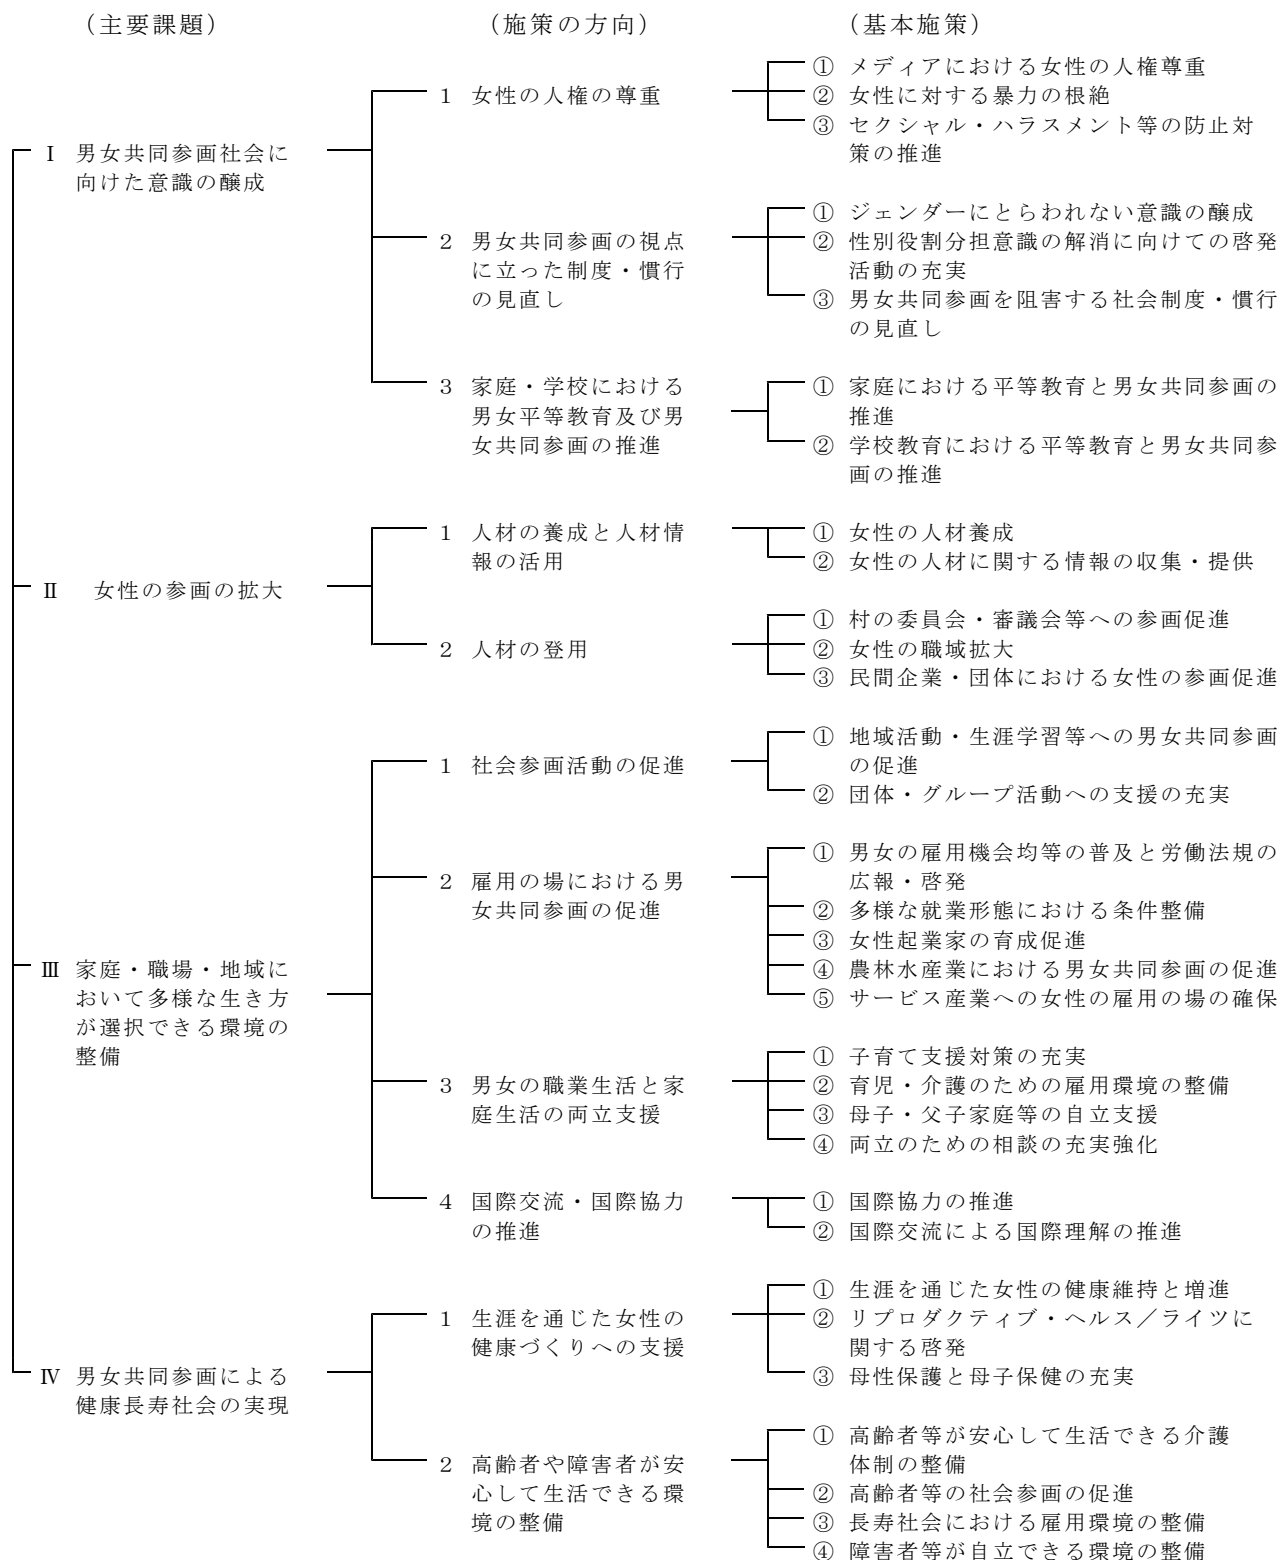 （主要課題） （施策の方向） （基本施策）
① メディアにおける女性の人権尊重
1 女性の人権の尊重
② 女性に対する暴力の根絶
③ セクシャル・ハラスメント等の防止対
策の推進
Ⅰ 男女共同参画社会に
向けた意識の醸成
① ジェンダーにとらわれない意識の醸成
2 男女共同参画の視点
に立った制度・慣行
の見直し
② 性別役割分担意識の解消に向けての啓発
活動の充実
③ 男女共同参画を阻害する社会制度・慣行
の見直し
3 家庭・学校における
男女平等教育及び男
女共同参画の推進
① 家庭における平等教育と男女共同参画の
推進
② 学校教育における平等教育と男女共同参
画の推進
Ⅱ 女性の参画の拡大
1 人材の養成と人材情
報の活用
① 女性の人材養成
② 女性の人材に関する情報の収集・提供
2 人材の登用
① 村の委員会・審議会等への参画促進
② 女性の職域拡大
③ 民間企業・団体における女性の参画促進
Ⅲ 家庭・職場・地域に
おいて多様な生き方
が選択できる環境の
整備
1 社会参画活動の促進
① 地域活動・生涯学習等への男女共同参画
の促進
② 団体・グループ活動への支援の充実
2 雇用の場における男
女共同参画の促進
① 男女の雇用機会均等の普及と労働法規の
広報・啓発
② 多様な就業形態における条件整備
③ 女性起業家の育成促進
④ 農林水産業における男女共同参画の促進
⑤ サービス産業への女性の雇用の場の確保
3 男女の職業生活と家
庭生活の両立支援
① 子育て支援対策の充実
② 育児・介護のための雇用環境の整備
③ 母子・父子家庭等の自立支援
④ 両立のための相談の充実強化
4 国際交流・国際協力
の推進
① 国際協力の推進
② 国際交流による国際理解の推進
Ⅳ 男女共同参画による
健康長寿社会の実現
1 生涯を通じた女性の
健康づくりへの支援
① 生涯を通じた女性の健康維持と増進
② リプロダクティブ・ヘルス／ライツに
関する啓発
③ 母性保護と母子保健の充実
2 高齢者や障害者が安
心して生活できる環
境の整備
① 高齢者等が安心して生活できる介護
体制の整備
② 高齢者等の社会参画の促進
③ 長寿社会における雇用環境の整備
④ 障害者等が自立できる環境の整備